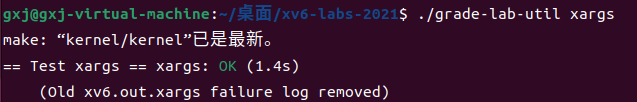 gxj@gxj-virtual-machine:~/桌面/xv6-labs-2021$ ./grade-lab-util xargs
make: “kernel/kernel”已是最新。
== Test xargs == xargs: OK (1.4s)
    (Old xv6.out.xargs failure log removed)